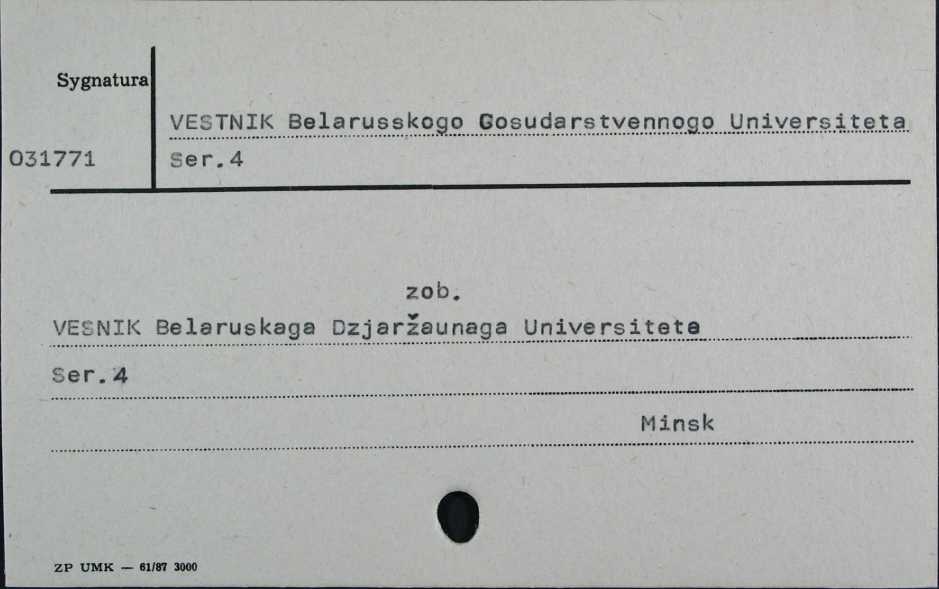 Sygnatura
VESTNIK Belarusskogo Gosudarstvennogo Universiteta
031771
Ser.4
zob.
VESNIK Belaruskaga Dzjaržaunaga Universiteta
Ser.4
Minsk
ZP UMK — 61/87 3000